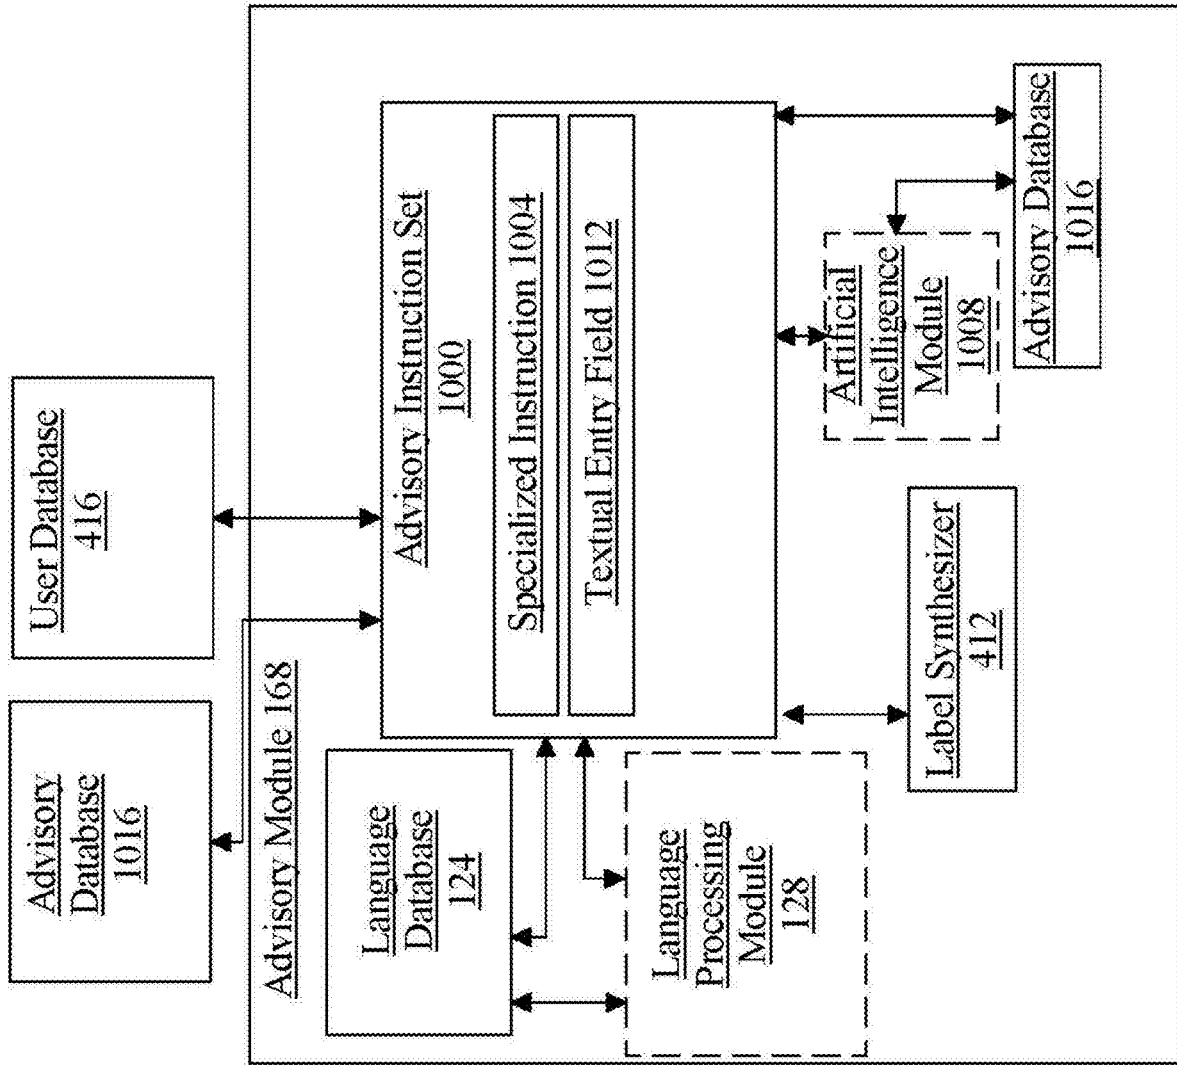 Advisory
Database
1016
User Database
416
Advisory Module 168
Language
Database
124
Advisory Instruction Set
1000
Specialized Instruction 1004
Textual Entry Field 1012
Language
Processing
Module
128
Label Synthesizer
412
Artificial
Intelligence
Module
1008
Advisory Database
1016